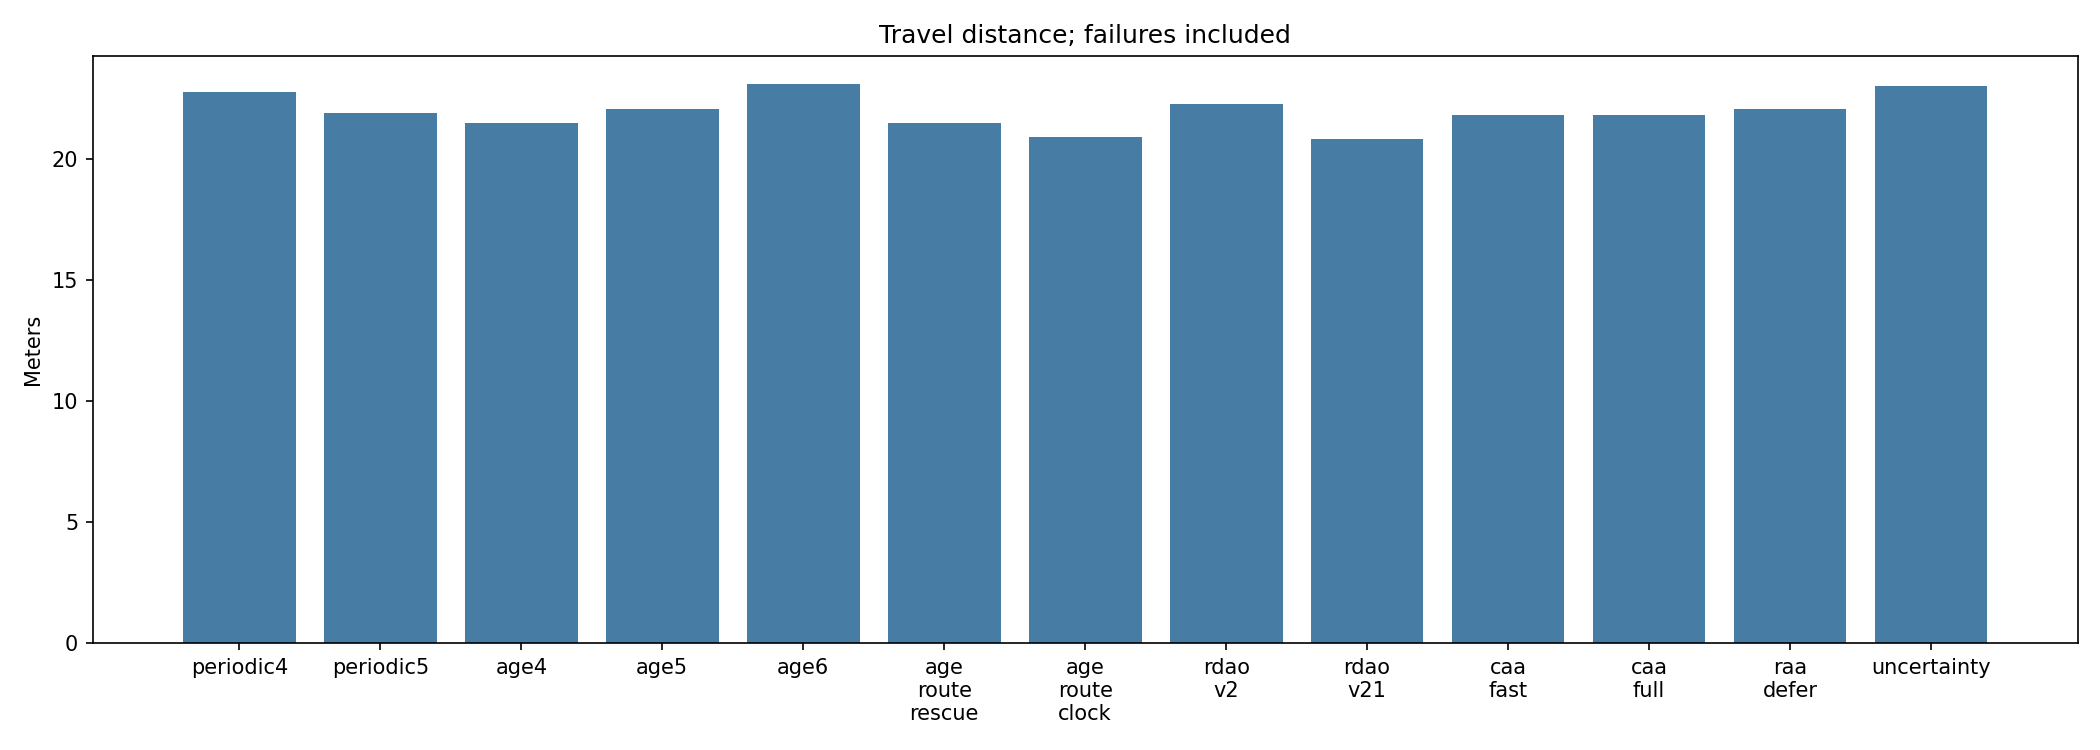 Travel distance; failures included
Meters
20
15
10
5
0
periodic4
periodic5
age4
age5
age6
age
route
rescue
age
route
clock
rdao
v2
rdao
v21
caa
fast
caa
full
raa
defer
uncertainty